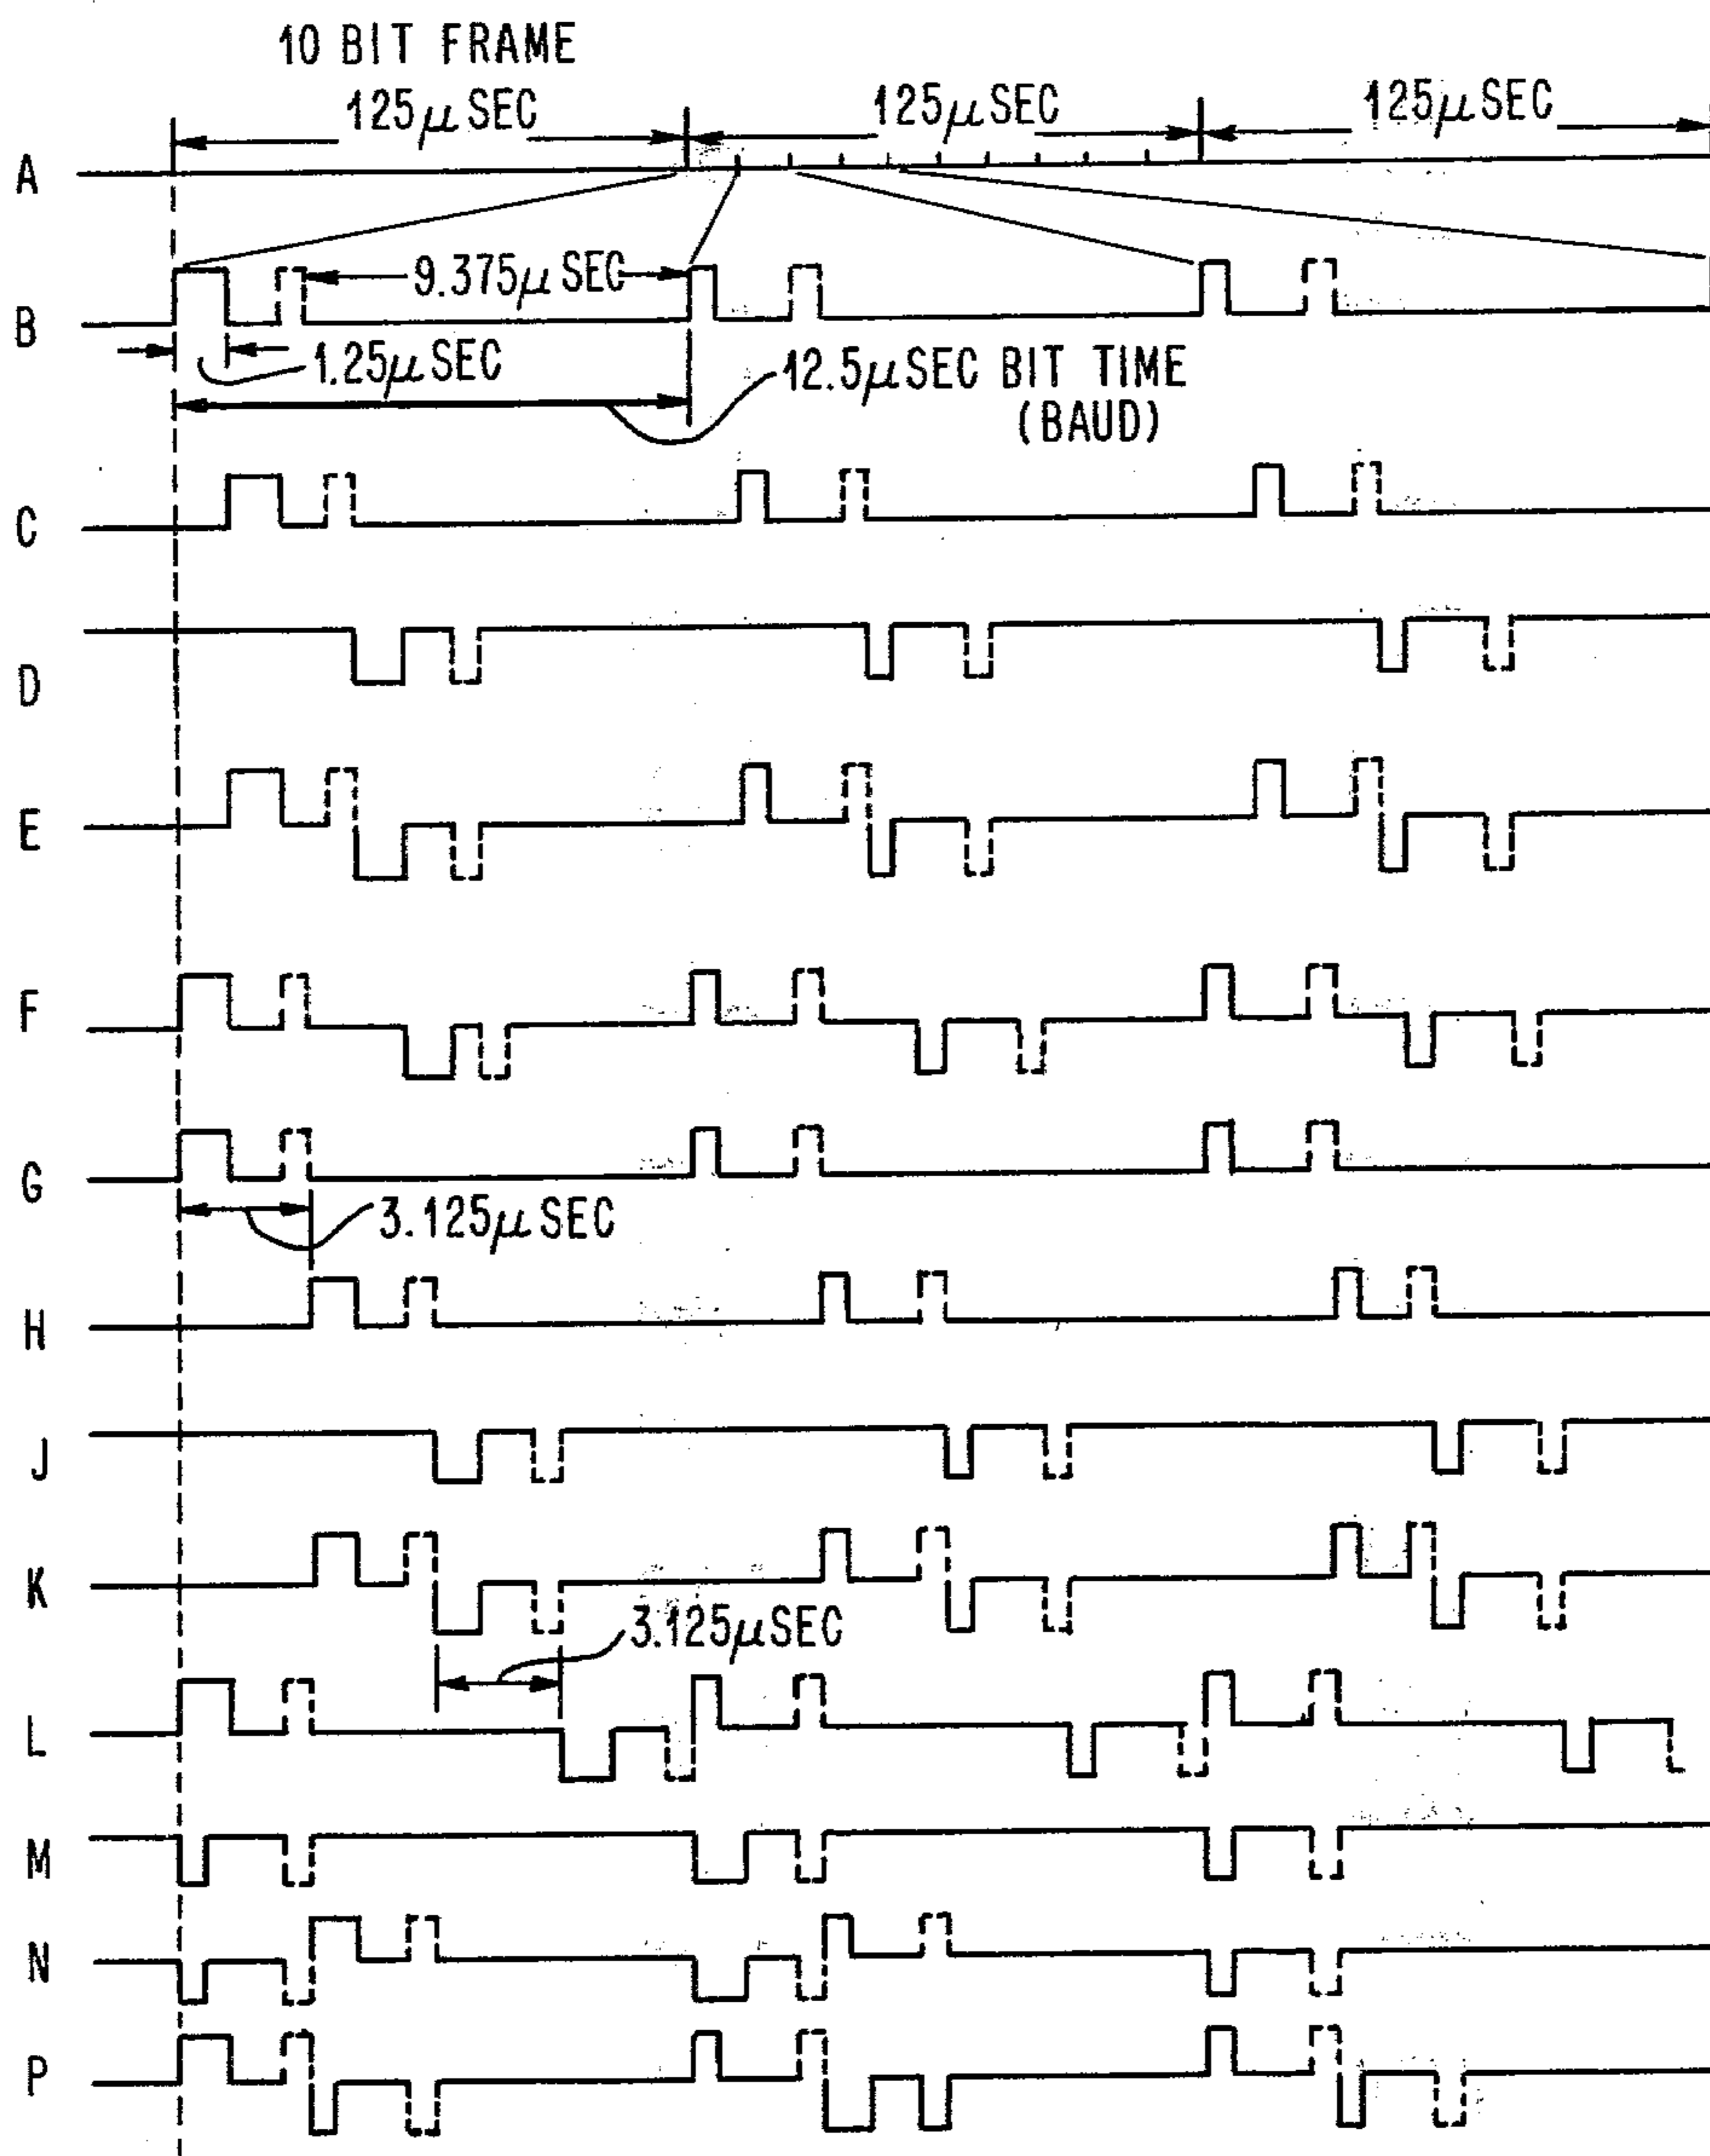 10 BIT FRAME
125μSEC 125μSEC 125μSEC
A
9.375μSEC
B
1.25μSEC
12.5μSEC BIT TIME
(BAUD)
C
D
E
F
G
3.125μSEC
H
J
K
3.125μSEC
L
M
N
P